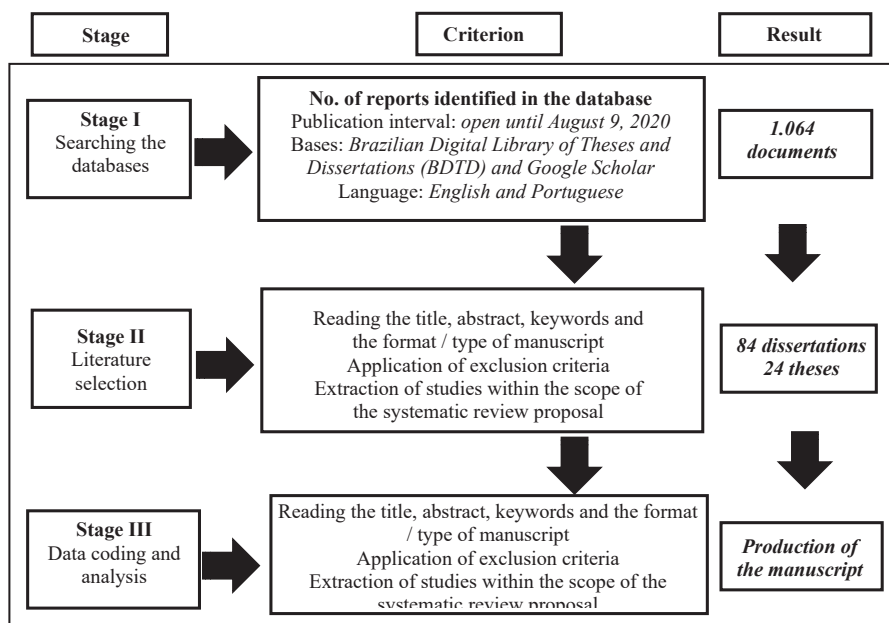 Stage
Criterion
Result
Stage I
Searching the
databases
No. of reports identified in the database
Publication interval: open until August 9, 2020
Bases: Brazilian Digital Library of Theses and
Dissertations (BDTD) and Google Scholar
Language: English and Portuguese
1.064
documents
Stage II
Literature
selection
Reading the title, abstract, keywords and
the format / type of manuscript
Application of exclusion criteria
Extraction of studies within the scope of
the systematic review proposal
84 dissertations
24 theses
Stage III
Data coding and
analysis
Reading the title, abstract, keywords and the format
/ type of manuscript
Application of exclusion criteria
Extraction of studies within the scope of the
systematic review proposal
Production of
the manuscript